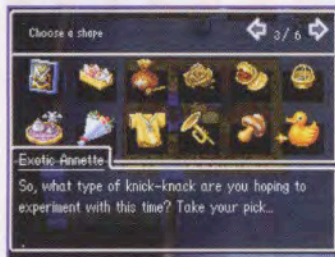 Choose a shape
3/6
Exotic Annette
So, what type of knick-knack are you hoping to
experiment with this time? Take your pick...